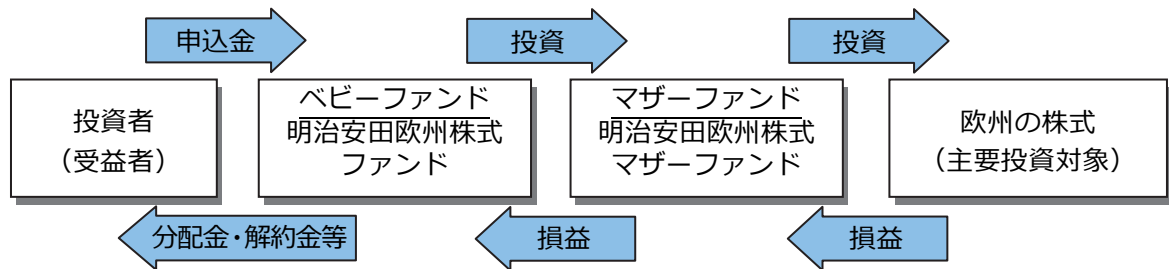 申込金
投資
投資
投資者
（受益者）
ベビーファンド
明治安田欧州株式
ファンド
マザーファンド
明治安田欧州株式
マザーファンド
欧州の株式
（主要投資対象）
分配金・解約金等
損益
損益